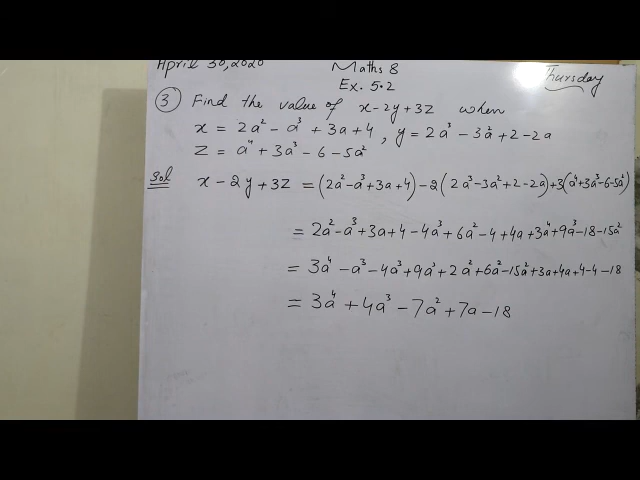 April 30, 2020 Maths 8 Thursday
Ex. 5.2
③ Find the value of x-2y+3z when
x = 2a² - a³ + 3a + 4 , y = 2a³ - 3a² + 2 - 2a
z = a⁴ + 3a³ - 6 - 5a²
Sol x - 2y + 3z = (2a² - a³ + 3a + 4) - 2(2a³ - 3a² + 2 - 2a) + 3(a⁴ + 3a³ - 6 - 5a²)
= 2a² - a³ + 3a + 4 - 4a³ + 6a² - 4 + 4a + 3a⁴ + 9a³ - 18 - 15a²
= 3a⁴ - a³ - 4a³ + 9a³ + 2a² + 6a² - 15a² + 3a + 4a + 4 - 4 - 18
= 3a⁴ + 4a³ - 7a² + 7a - 18